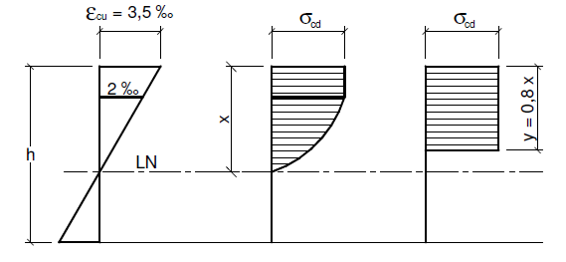 εcu = 3,5 ‰
σcd
σcd
2 ‰
h
x
y = 0,8 x
LN